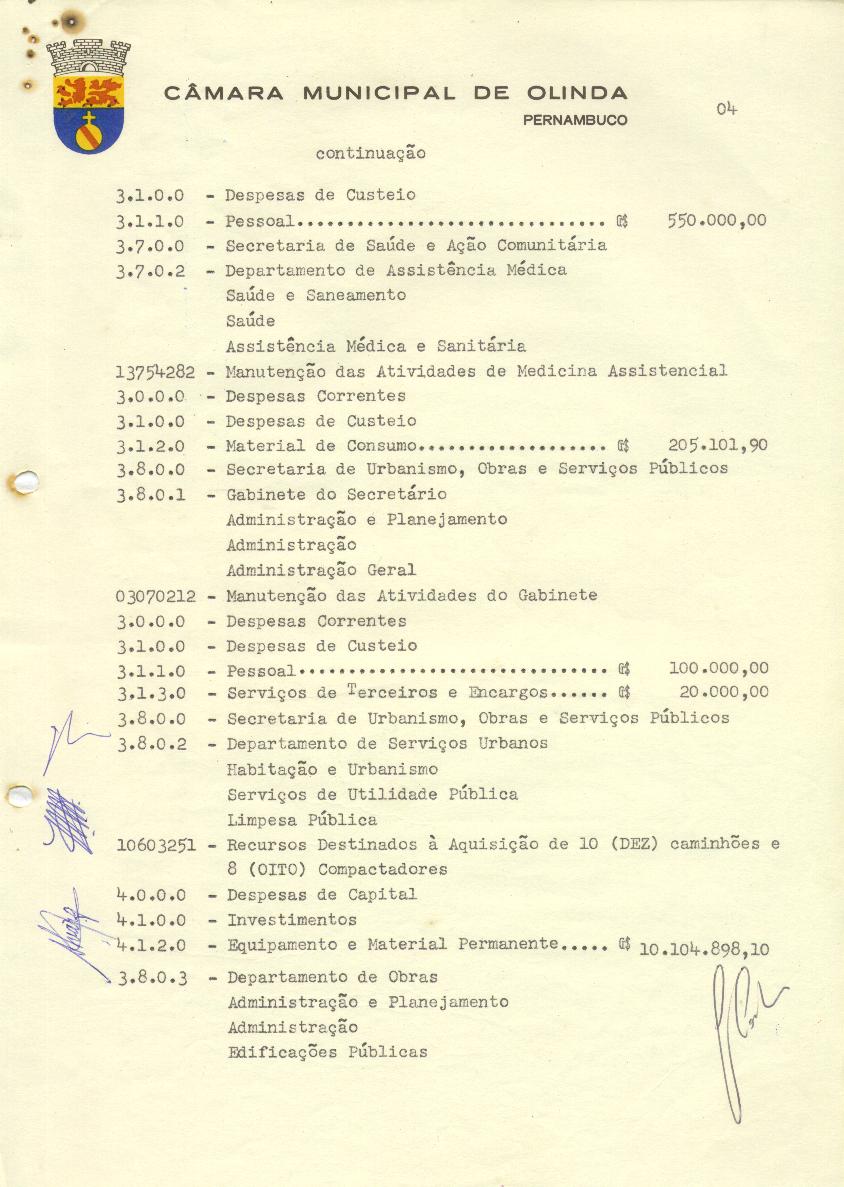 CÂMARA MUNICIPAL DE OLINDA
PERNAMBUCO
04
continuação
3.1.0.0 - Despesas de Custeio
3.1.1.0 - Pessoal............................... ₢$ 550.000,00
3.7.0.0 - Secretaria de Saúde e Ação Comunitária
3.7.0.2 - Departamento de Assistência Médica
Saúde e Saneamento
Saúde
Assistência Médica e Sanitária
13754282 - Manutenção das Atividades de Medicina Assistencial
3.0.0.0 - Despesas Correntes
3.1.0.0 - Despesas de Custeio
3.1.2.0 - Material de Consumo................... ₢$ 205.101,90
3.8.0.0 - Secretaria de Urbanismo, Obras e Serviços Públicos
3.8.0.1 - Gabinete do Secretário
Administração e Planejamento
Administração
Administração Geral
03070212 - Manutenção das Atividades do Gabinete
3.0.0.0 - Despesas Correntes
3.1.0.0 - Despesas de Custeio
3.1.1.0 - Pessoal............................... ₢$ 100.000,00
3.1.3.0 - Serviços de Terceiros e Encargos...... ₢$ 20.000,00
3.8.0.0 - Secretaria de Urbanismo, Obras e Serviços Públicos
3.8.0.2 - Departamento de Serviços Urbanos
Habitação e Urbanismo
Serviços de Utilidade Pública
Limpesa Pública
10603251 - Recursos Destinados à Aquisição de 10 (DEZ) caminhões e
8 (OITO) Compactadores
4.0.0.0 - Despesas de Capital
4.1.0.0 - Investimentos
4.1.2.0 - Equipamento e Material Permanente..... ₢$ 10.104.898,10
3.8.0.3 - Departamento de Obras
Administração e Planejamento
Administração
Edificações Públicas